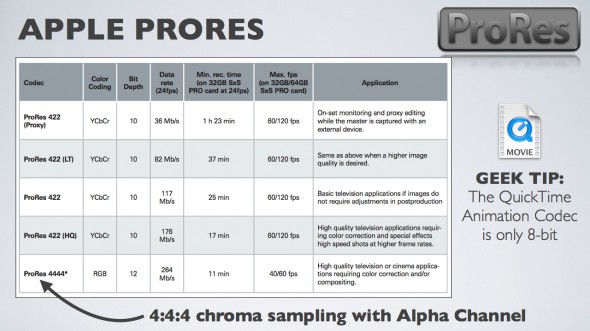 APPLE PRORES
ProRes
Codec
Color Coding
Bit Depth
Data rate (24fps)
Min. rec. time (on 32GB SxS PRO card at 24fps)
Max. fps (on 32GB/64GB SxS PRO card)
Application
ProRes 422 (Proxy)
YCbCr
10
36 Mb/s
1 h 23 min
60/120 fps
On-set monitoring and proxy editing
while the master is captured with an
external device.
ProRes 422 (LT)
YCbCr
10
82 Mb/s
37 min
60/120 fps
Same as above when a higher image
quality is desired.
ProRes 422
YCbCr
10
117 Mb/s
25 min
60/120 fps
Basic television applications if images do
not require adjustments in postproduction
ProRes 422 (HQ)
YCbCr
10
176 Mb/s
17 min
60/120 fps
High quality television applications requir-
ing color correction and special effects
high speed shots at higher frame rates.
ProRes 4444*
RGB
12
264 Mb/s
11 min
40/60 fps
High quality television or cinema applica-
tions requiring color correction and/or
compositing.
MOVIE
GEEK TIP:
The QuickTime
Animation Codec
is only 8-bit
4:4:4 chroma sampling with Alpha Channel